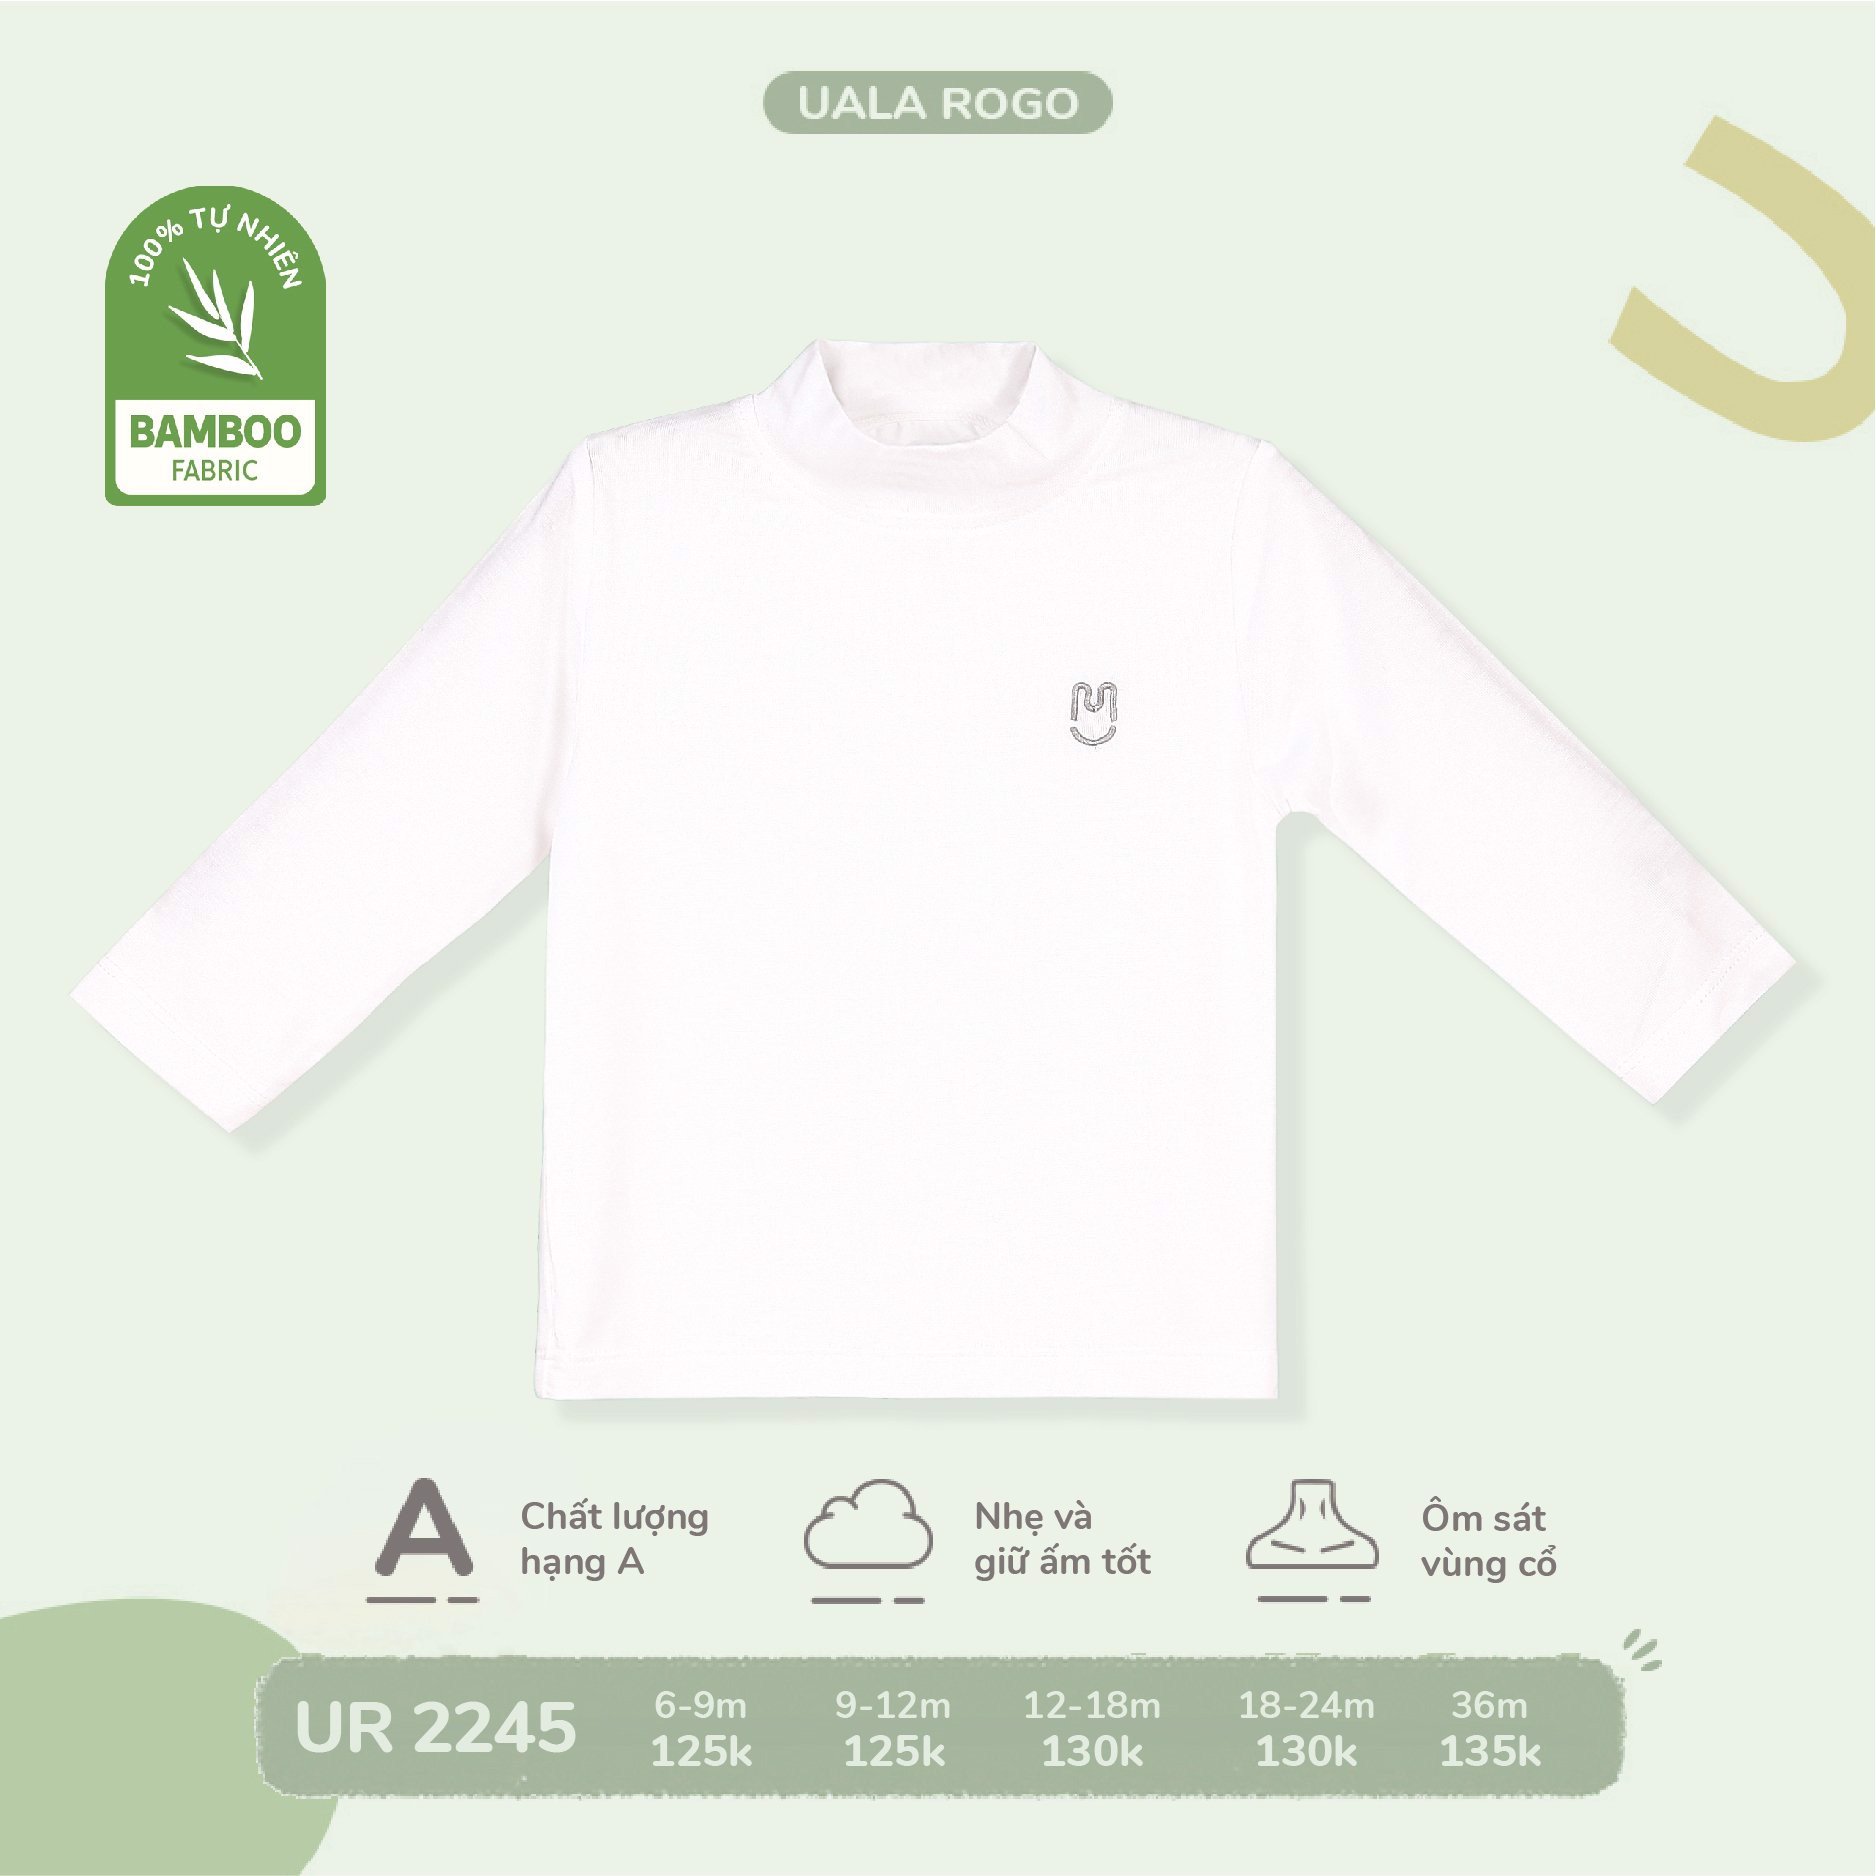 UALA ROGO
100% TỰ NHIÊN
BAMBOO
FABRIC
Chất lượng
hạng A
Nhẹ và
giữ ấm tốt
Ôm sát
vùng cổ
UR 2245
6-9m
125k
9-12m
125k
12-18m
130k
18-24m
130k
36m
135k